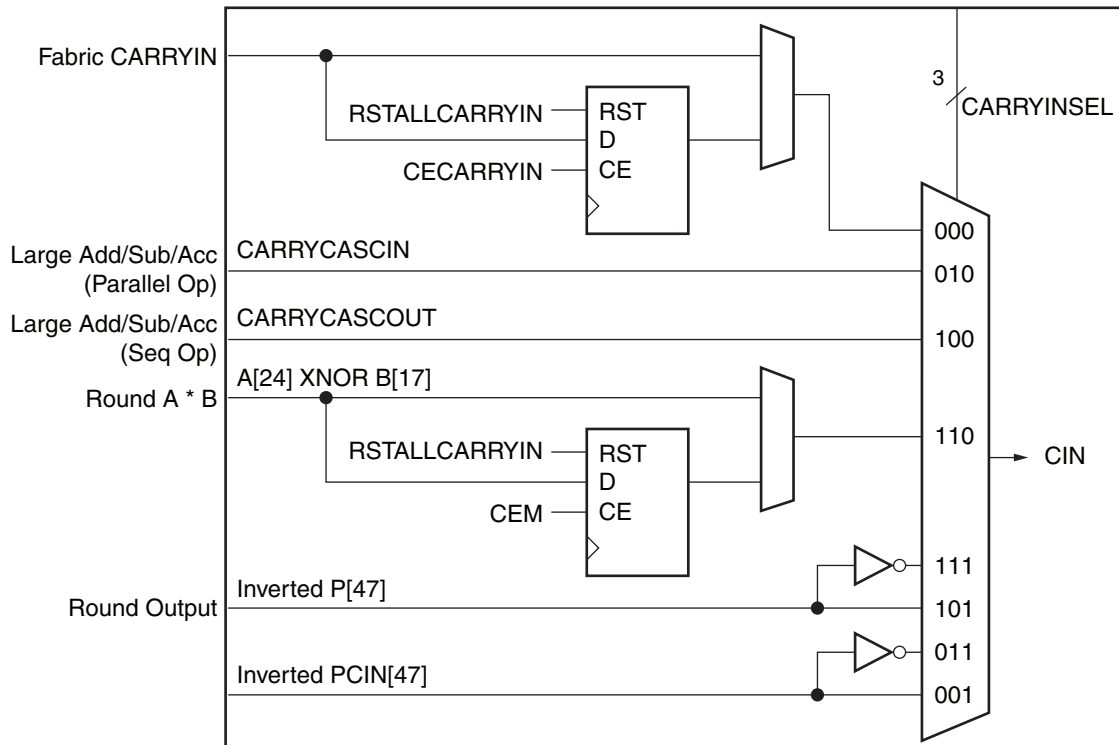 Fabric CARRYIN
3
CARRYINSEL
RSTALLCARRYIN
RST
D
CECARRYIN
CE
000
Large Add/Sub/Acc
(Parallel Op)
CARRYCASCIN
010
Large Add/Sub/Acc
(Seq Op)
CARRYCASCOUT
100
A[24] XNOR B[17]
Round A * B
110
RSTALLCARRYIN
RST
D
CIN
CEM
CE
111
Inverted P[47]
Round Output
101
011
Inverted PCIN[47]
001